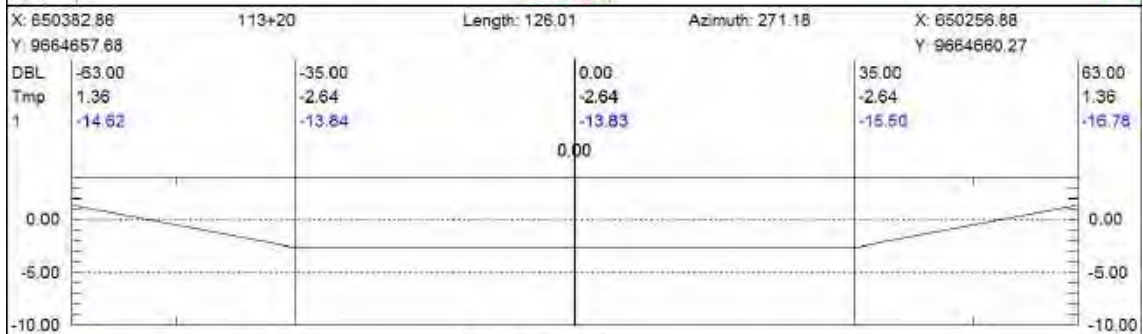 X: 650382.86 113+20 Length: 126.01 Azimuth: 271.18 X: 650256.88
Y: 9664657.68 Y: 9664660.27
DBL -63.00 -35.00 0.00 35.00 63.00
Tmp 1.36 -2.64 -2.64 -2.64 1.36
1 -14.62 -13.84 -13.83 -15.50 -16.78
0.00
0.00 0.00
-5.00 -5.00
-10.00 -10.00